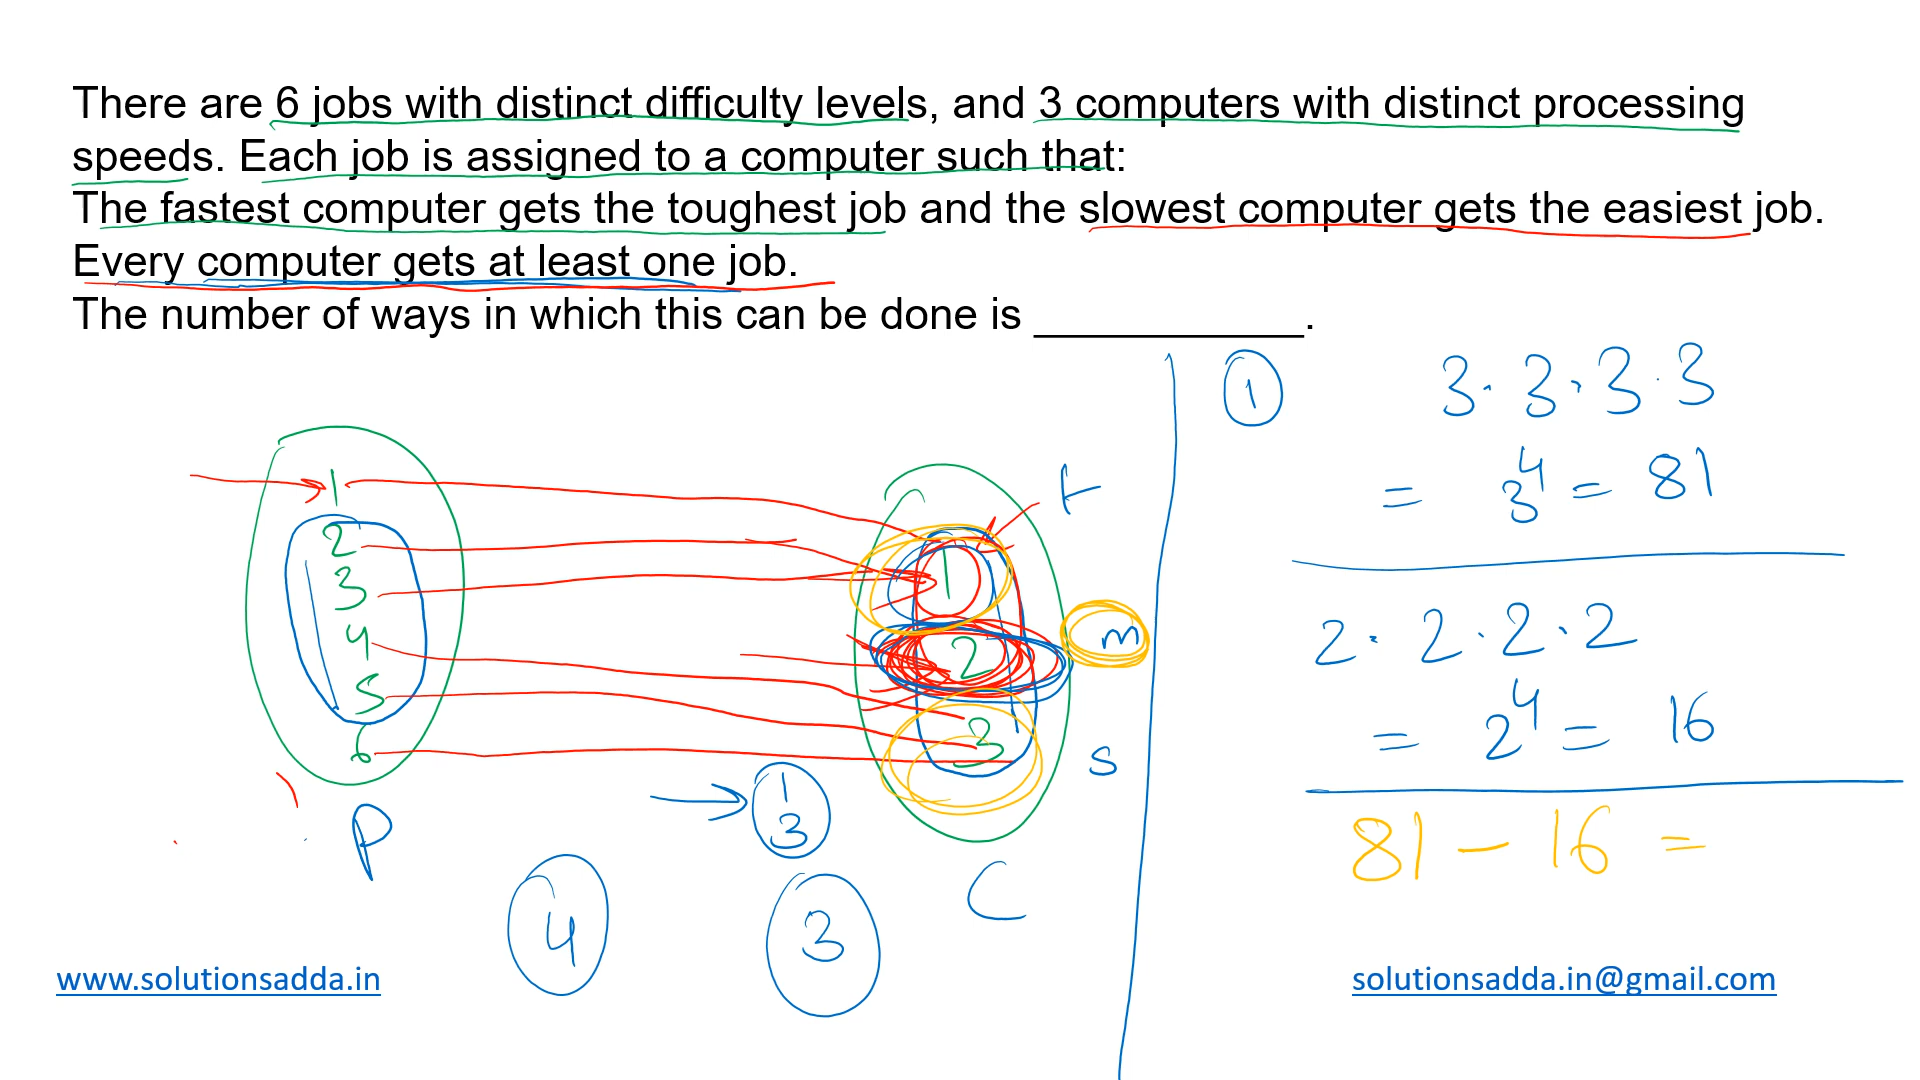 There are 6 jobs with distinct difficulty levels, and 3 computers with distinct processing
speeds. Each job is assigned to a computer such that:
The fastest computer gets the toughest job and the slowest computer gets the easiest job.
Every computer gets at least one job.
The number of ways in which this can be done is ___________.
1
2
3
4
5
6
P
4
1
3
3
1
2
3
C
f
m
s
1
3 · 3 · 3 · 3
= 3^4 = 81
2 · 2 · 2 · 2
= 2^4 = 16
81 - 16 =
www.solutionsadda.in
solutionsadda.in@gmail.com